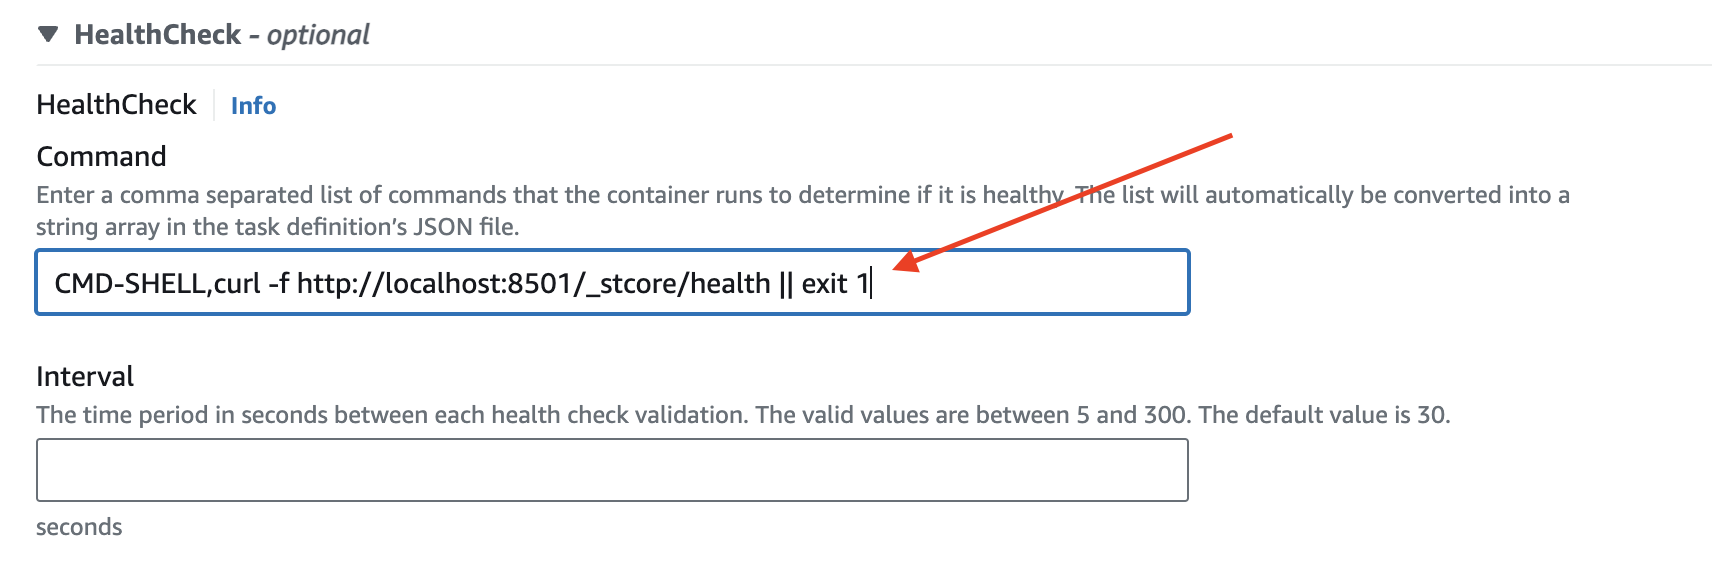 HealthCheck - optional
HealthCheck Info
Command
Enter a comma separated list of commands that the container runs to determine if it is healthy. The list will automatically be converted into a
string array in the task definition’s JSON file.
CMD-SHELL,curl -f http://localhost:8501/_stcore/health || exit 1
Interval
The time period in seconds between each health check validation. The valid values are between 5 and 300. The default value is 30.
seconds